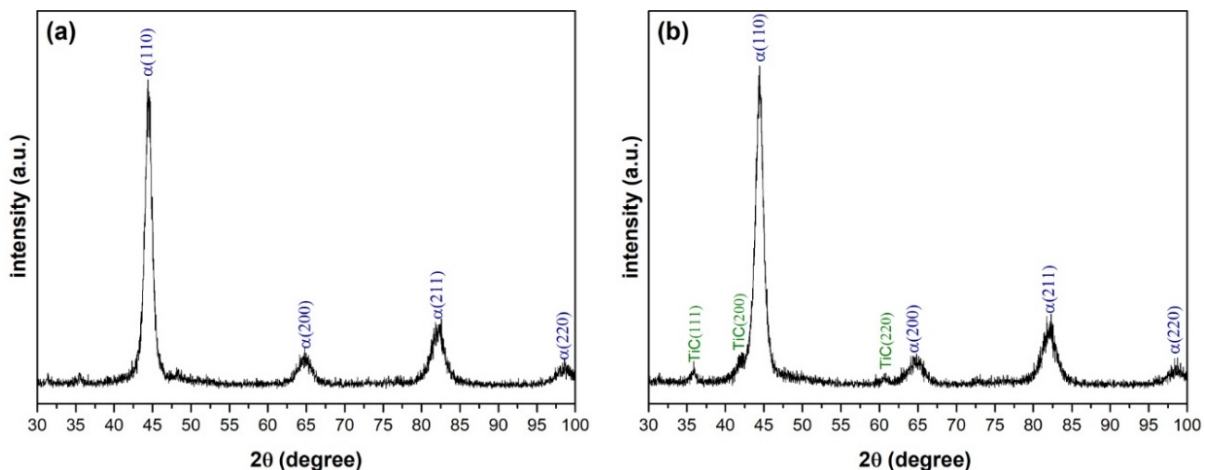 (a)
α(110)
α(200)
α(211)
α(220)
intensity (a.u.)
30 35 40 45 50 55 60 65 70 75 80 85 90 95 100
2θ (degree)
(b)
α(110)
TiC(111)
TiC(200)
TiC(220)
α(200)
α(211)
α(220)
intensity (a.u.)
30 35 40 45 50 55 60 65 70 75 80 85 90 95 100
2θ (degree)